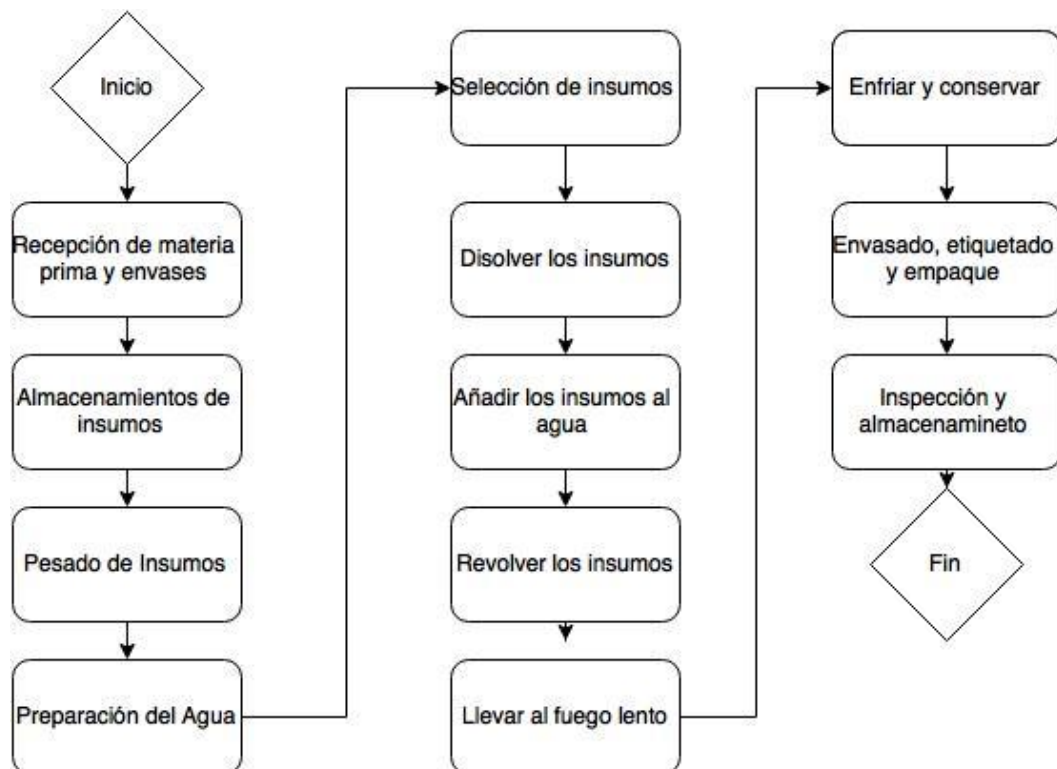 Inicio
Recepción de materia
prima y envases
Almacenamientos de
insumos
Pesado de Insumos
Preparación del Agua
Selección de insumos
Disolver los insumos
Añadir los insumos al
agua
Revolver los insumos
Llevar al fuego lento
Enfriar y conservar
Envasado, etiquetado
y empaque
Inspección y
almacenamineto
Fin